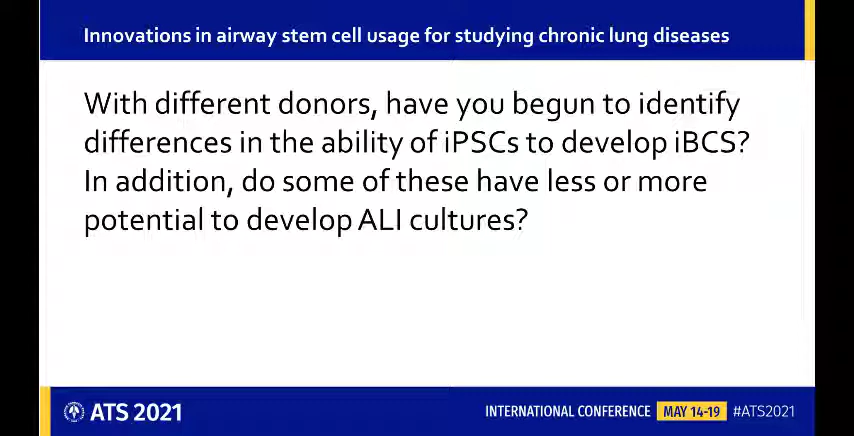 Innovations in airway stem cell usage for studying chronic lung diseases
With different donors, have you begun to identify
differences in the ability of iPSCs to develop iBCS?
In addition, do some of these have less or more
potential to develop ALI cultures?
ATS 2021
INTERNATIONAL CONFERENCE MAY 14-19 #ATS2021